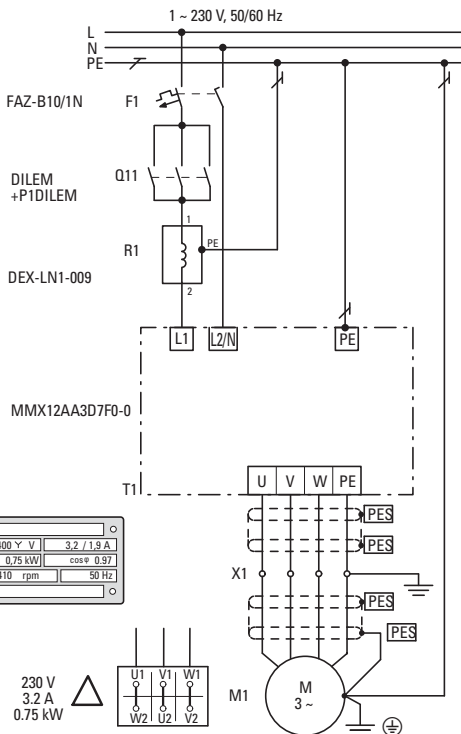 1 ~ 230 V, 50/60 Hz
L
N
PE
FAZ-B10/1N
F1
DILEM
+P1DILEM
Q11
1
R1
PE
DEX-LN1-009
2
L1
L2/N
PE
MMX12AA3D7F0-0
T1
U V W PE
PES
PES
X1
PES
PES
400 Y V 3,2 / 1,9 A
0,75 kW cosφ 0.97
410 rpm 50 Hz
230 V
3.2 A
0.75 kW
U1 V1 W1
W2 U2 V2
M1
M
3 ~